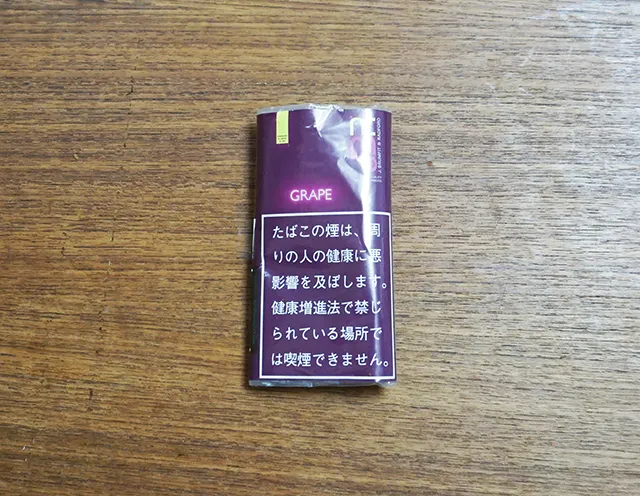 GRAPE
たばこの煙は、周
りの人の健康に悪
影響を及ぼします。
健康増進法で禁じ
られている場所で
は喫煙できません。